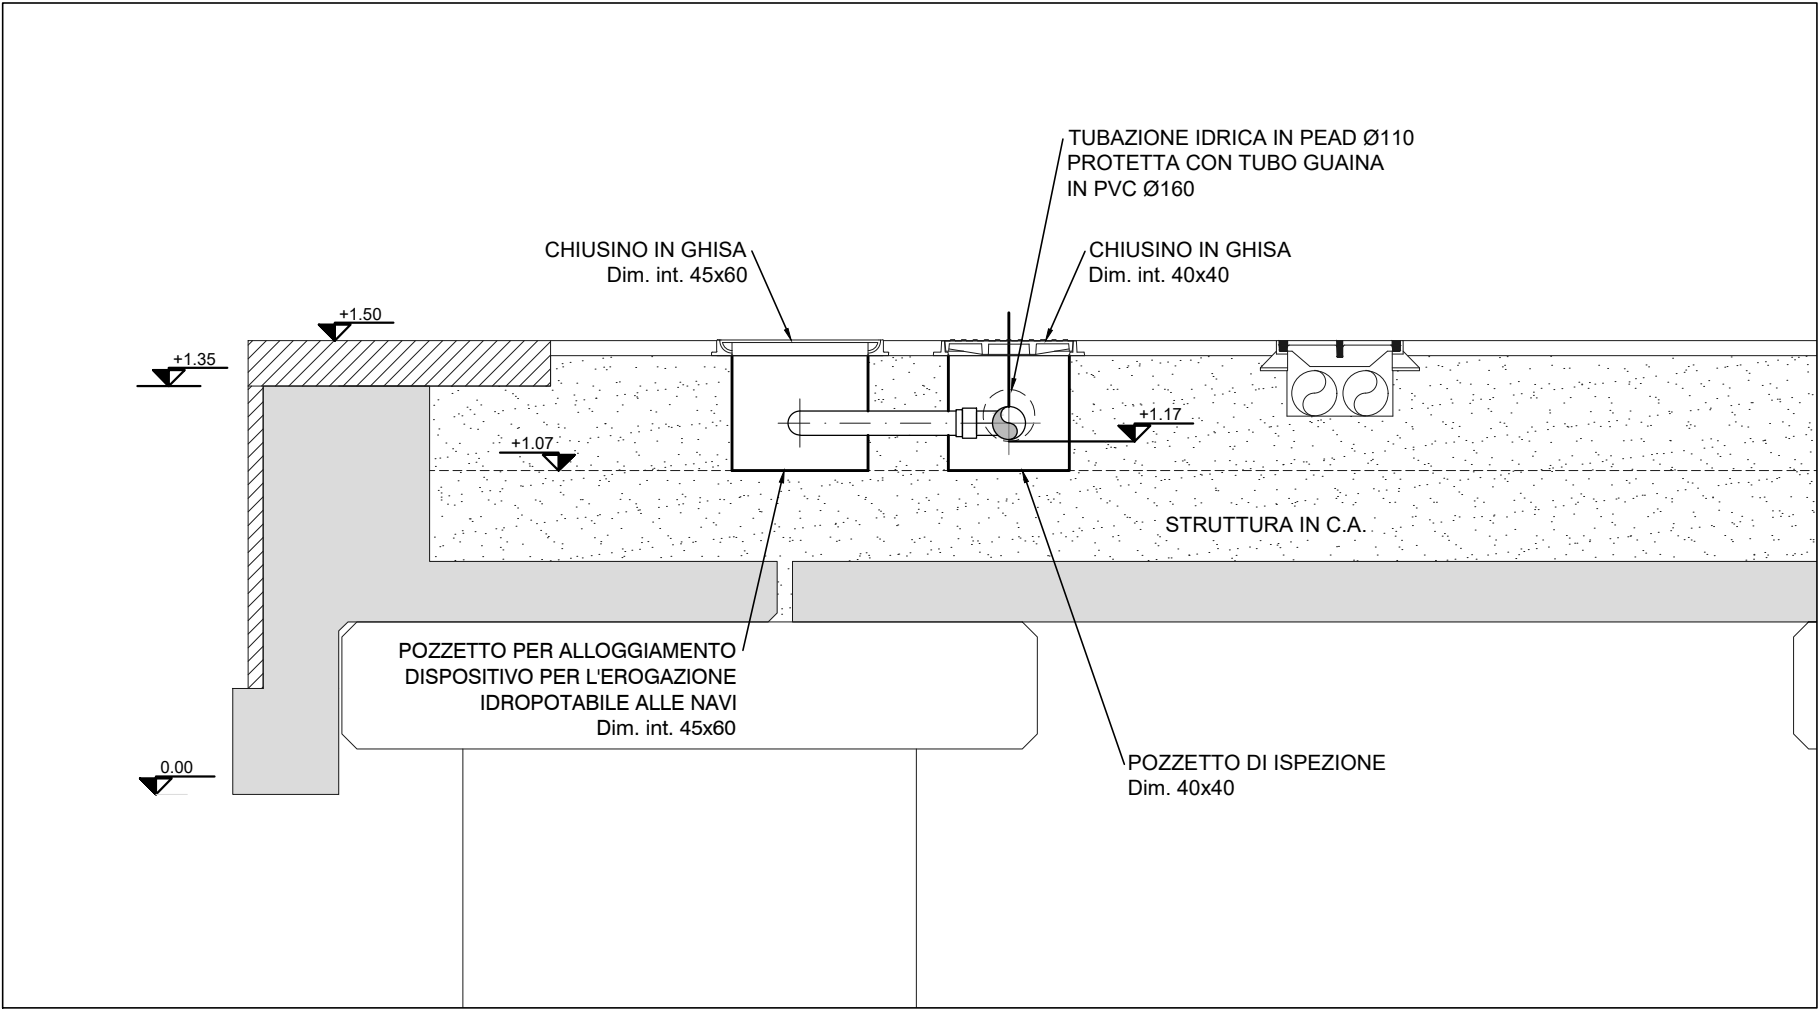 TUBAZIONE IDRICA IN PEAD Ø110
PROTETTA CON TUBO GUAINA
IN PVC Ø160
CHIUSINO IN GHISA
Dim. int. 45x60
CHIUSINO IN GHISA
Dim. int. 40x40
+1.50
+1.35
+1.17
+1.07
STRUTTURA IN C.A.
POZZETTO PER ALLOGGIAMENTO
DISPOSITIVO PER L'EROGAZIONE
IDROPOTABILE ALLE NAVI
Dim. int. 45x60
POZZETTO DI ISPEZIONE
Dim. 40x40
0.00